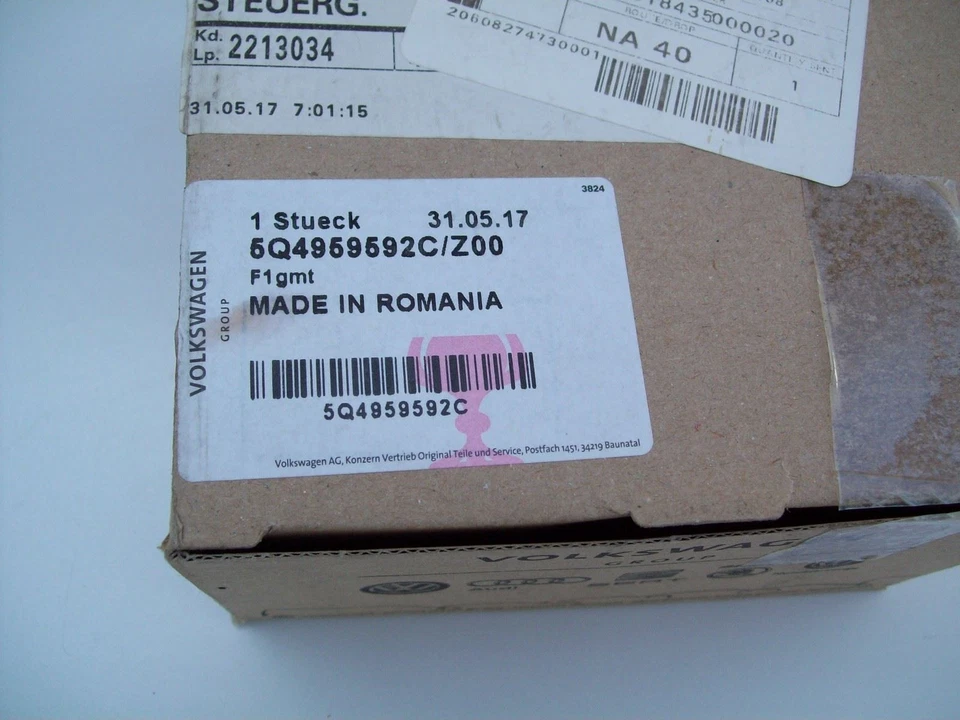 STEUERG.
Kd.
Lp. 2213034
31.05.17 7:01:15
18435000020
20608274730001
NA 40
1
3824
1 Stueck 31.05.17
5Q4959592C/Z00
F1gmt
MADE IN ROMANIA
VOLKSWAGEN
GROUP
5Q4959592C
Volkswagen AG, Konzern Vertrieb Original Teile und Service, Postfach 1451, 34219 Baunatal
VOLKSWAG
GROUP